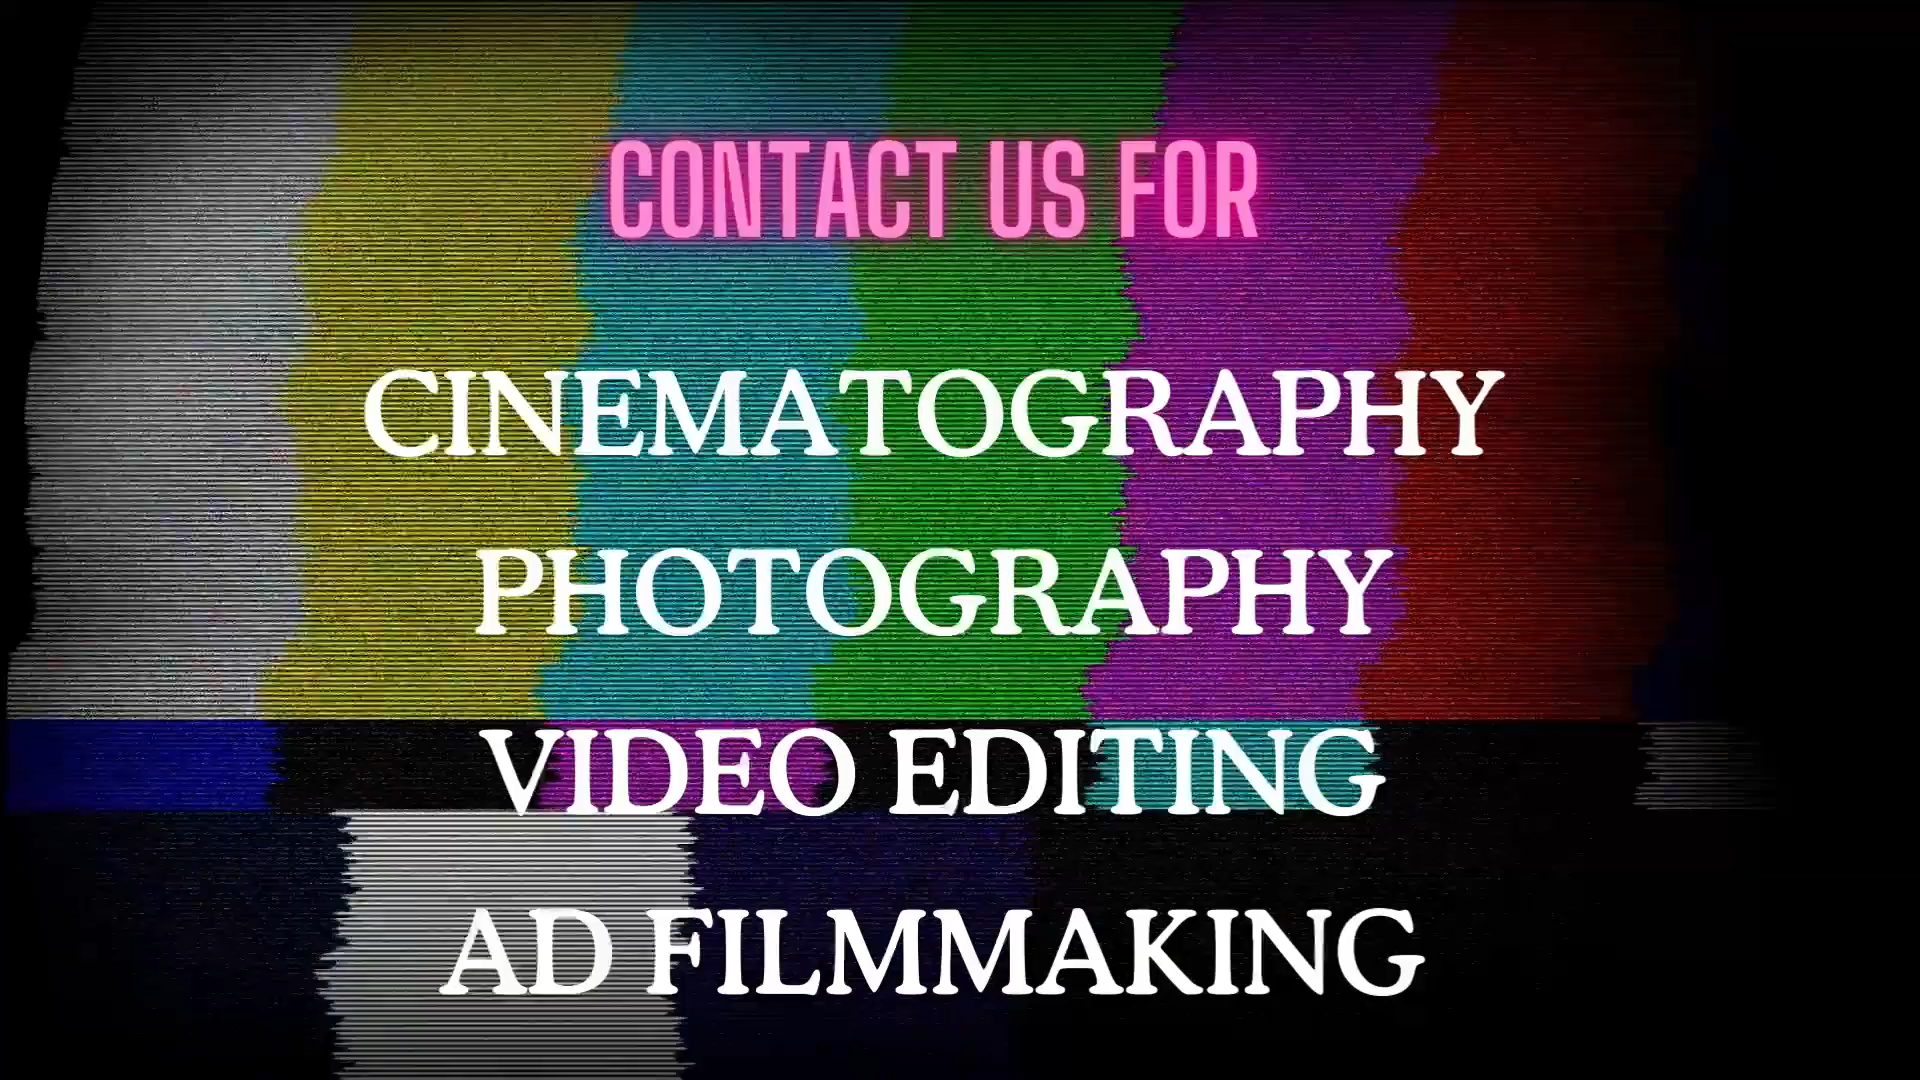 CONTACT US FOR
CINEMATOGRAPHY
PHOTOGRAPHY
VIDEO EDITING
AD FILMMAKING